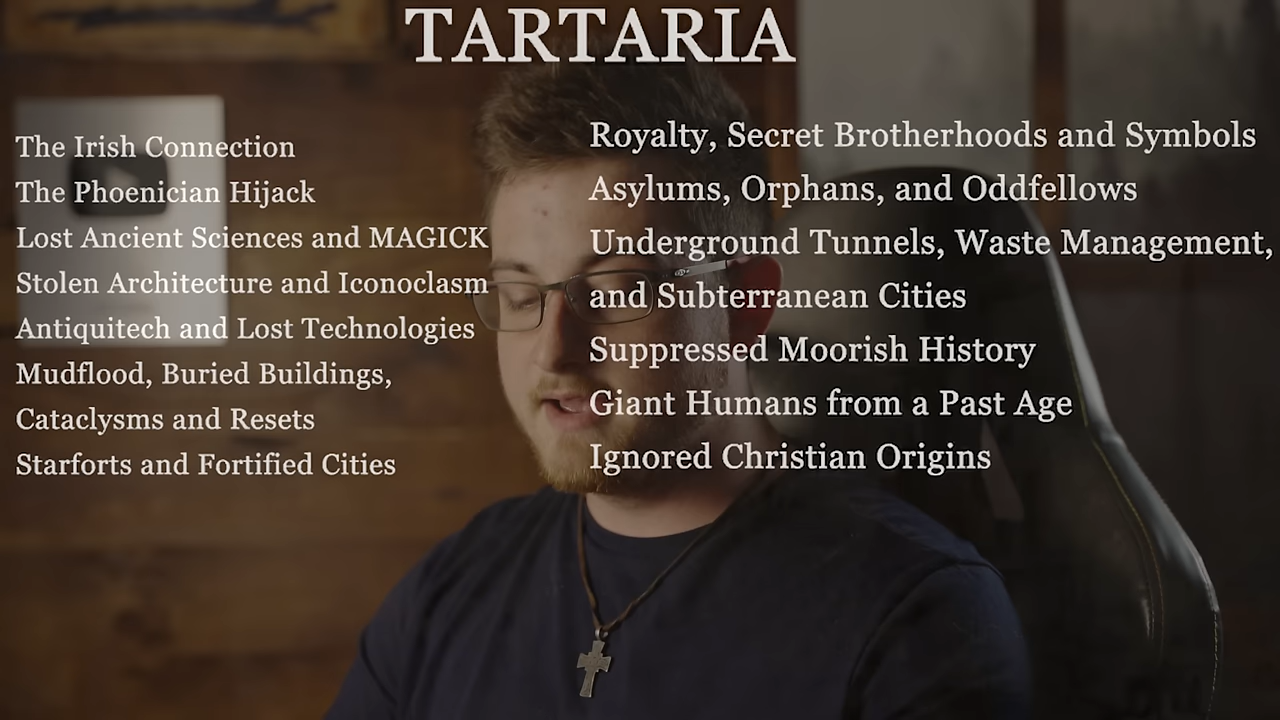 TARTARIA
The Irish Connection
The Phoenician Hijack
Lost Ancient Sciences and MAGICK
Stolen Architecture and Iconoclasm
Antiquitech and Lost Technologies
Mudflood, Buried Buildings,
Cataclysms and Resets
Starforts and Fortified Cities
Royalty, Secret Brotherhoods and Symbols
Asylums, Orphans, and Oddfellows
Underground Tunnels, Waste Management,
and Subterranean Cities
Suppressed Moorish History
Giant Humans from a Past Age
Ignored Christian Origins